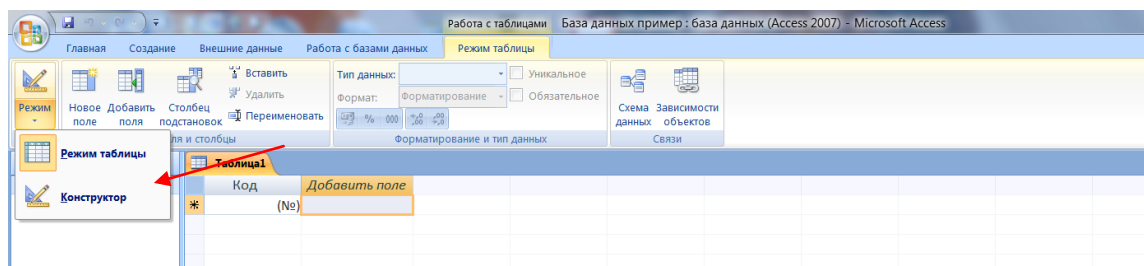 Работа с таблицами База данных пример : база данных (Access 2007) - Microsoft Access
Главная Создание Внешние данные Работа с базами данных Режим таблицы
Режим
Новое поле
Добавить поля
Столбец подстановок
Вставить
Удалить
Переименовать
Тип данных:
Формат: Форматирование
% 000
Уникальное
Обязательное
Схема данных
Зависимости объектов
ля и столбцы
Форматирование и тип данных
Связи
Режим таблицы
Конструктор
Таблица1
Код Добавить поле
(№)